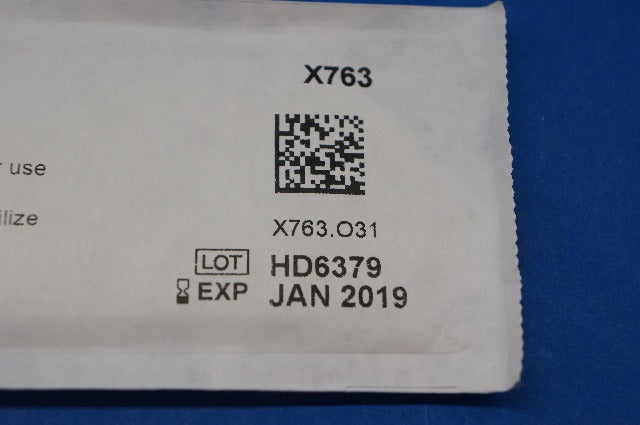 X763
r use
ilize
X763.O31
LOT HD6379
EXP JAN 2019